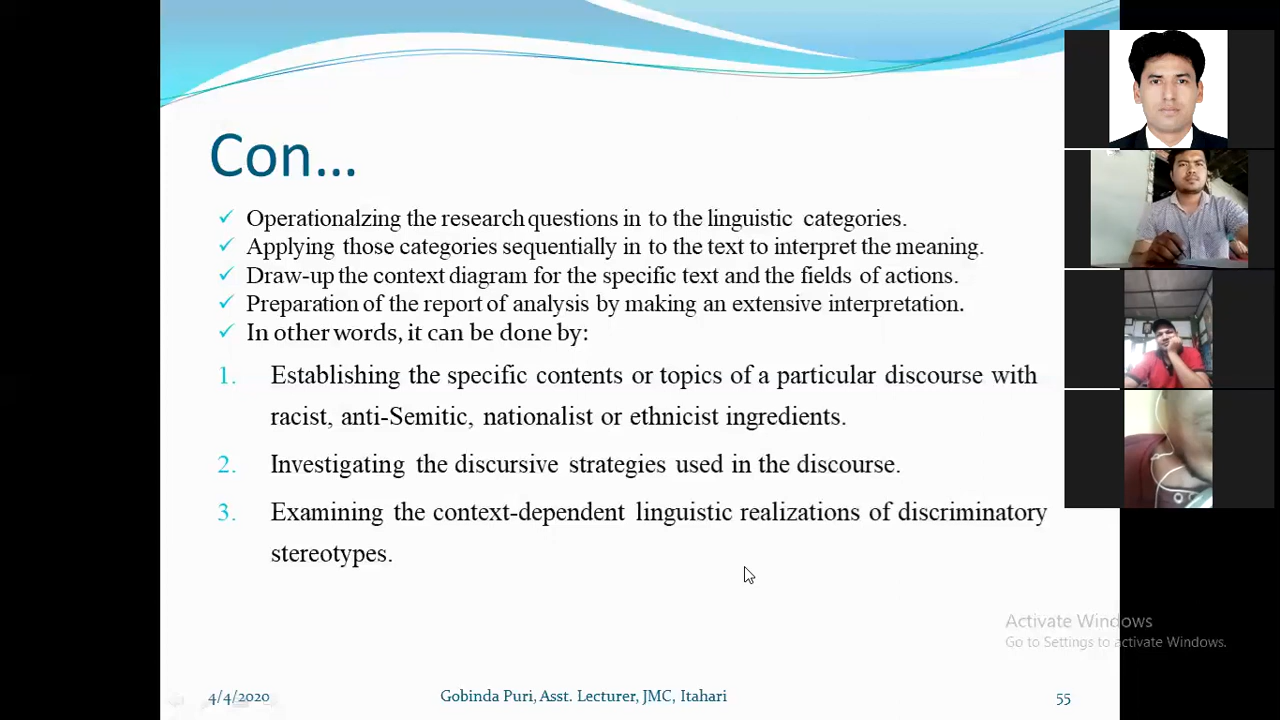 Con...
Operationalzing the research questions in to the linguistic categories.
Applying those categories sequentially in to the text to interpret the meaning.
Draw-up the context diagram for the specific text and the fields of actions.
Preparation of the report of analysis by making an extensive interpretation.
In other words, it can be done by:
1. Establishing the specific contents or topics of a particular discourse with
racist, anti-Semitic, nationalist or ethnicist ingredients.
2. Investigating the discursive strategies used in the discourse.
3. Examining the context-dependent linguistic realizations of discriminatory
stereotypes.
Activate Windows
Go to Settings to activate Windows.
4/4/2020 Gobinda Puri, Asst. Lecturer, JMC, Itahari 55